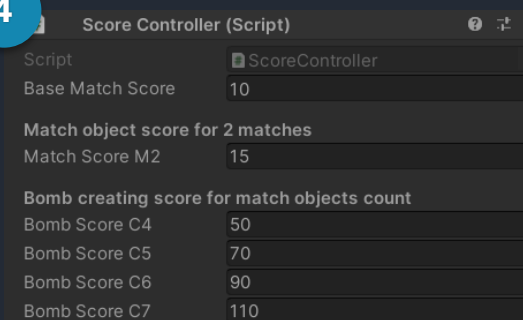 4
# Score Controller (Script)
Script # ScoreController
Base Match Score 10
Match object score for 2 matches
Match Score M2 15
Bomb creating score for match objects count
Bomb Score C4 50
Bomb Score C5 70
Bomb Score C6 90
Bomb Score C7 110